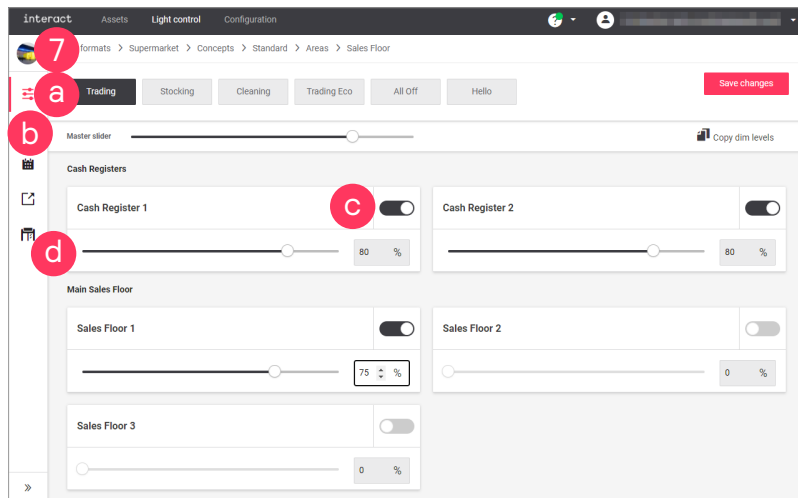 interact Assets Light control Configuration ?
7 formats > Supermarket > Concepts > Standard > Areas > Sales Floor
a Trading Stocking Cleaning Trading Eco All Off Hello Save changes
b Master slider Copy dim levels
Cash Registers
Cash Register 1 c Cash Register 2
d 80 % 80 %
Main Sales Floor
Sales Floor 1 Sales Floor 2
75 % 0 %
Sales Floor 3
0 %